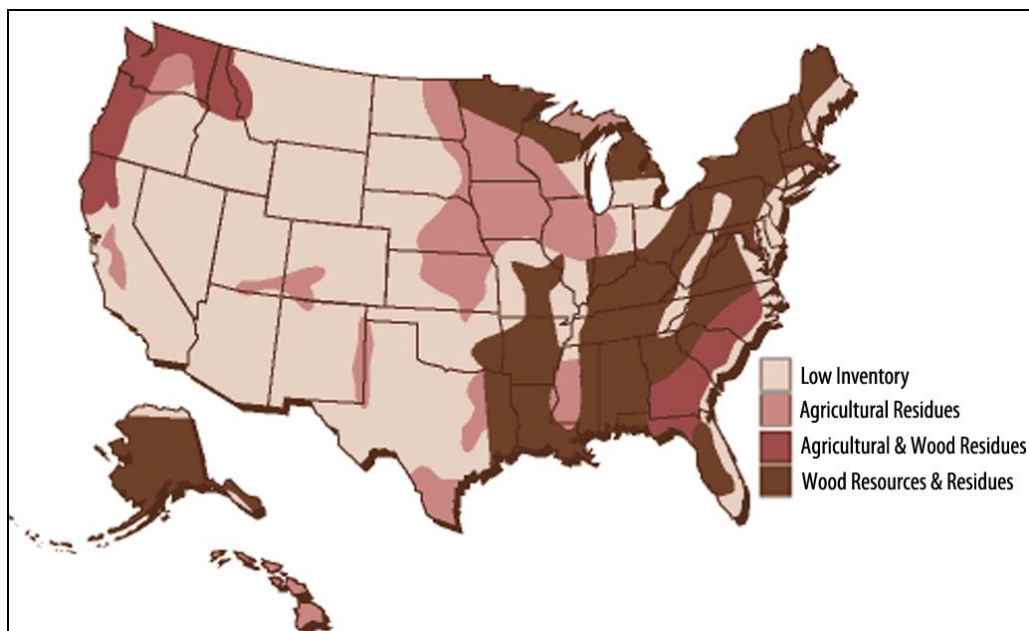 Low Inventory
Agricultural Residues
Agricultural & Wood Residues
Wood Resources & Residues